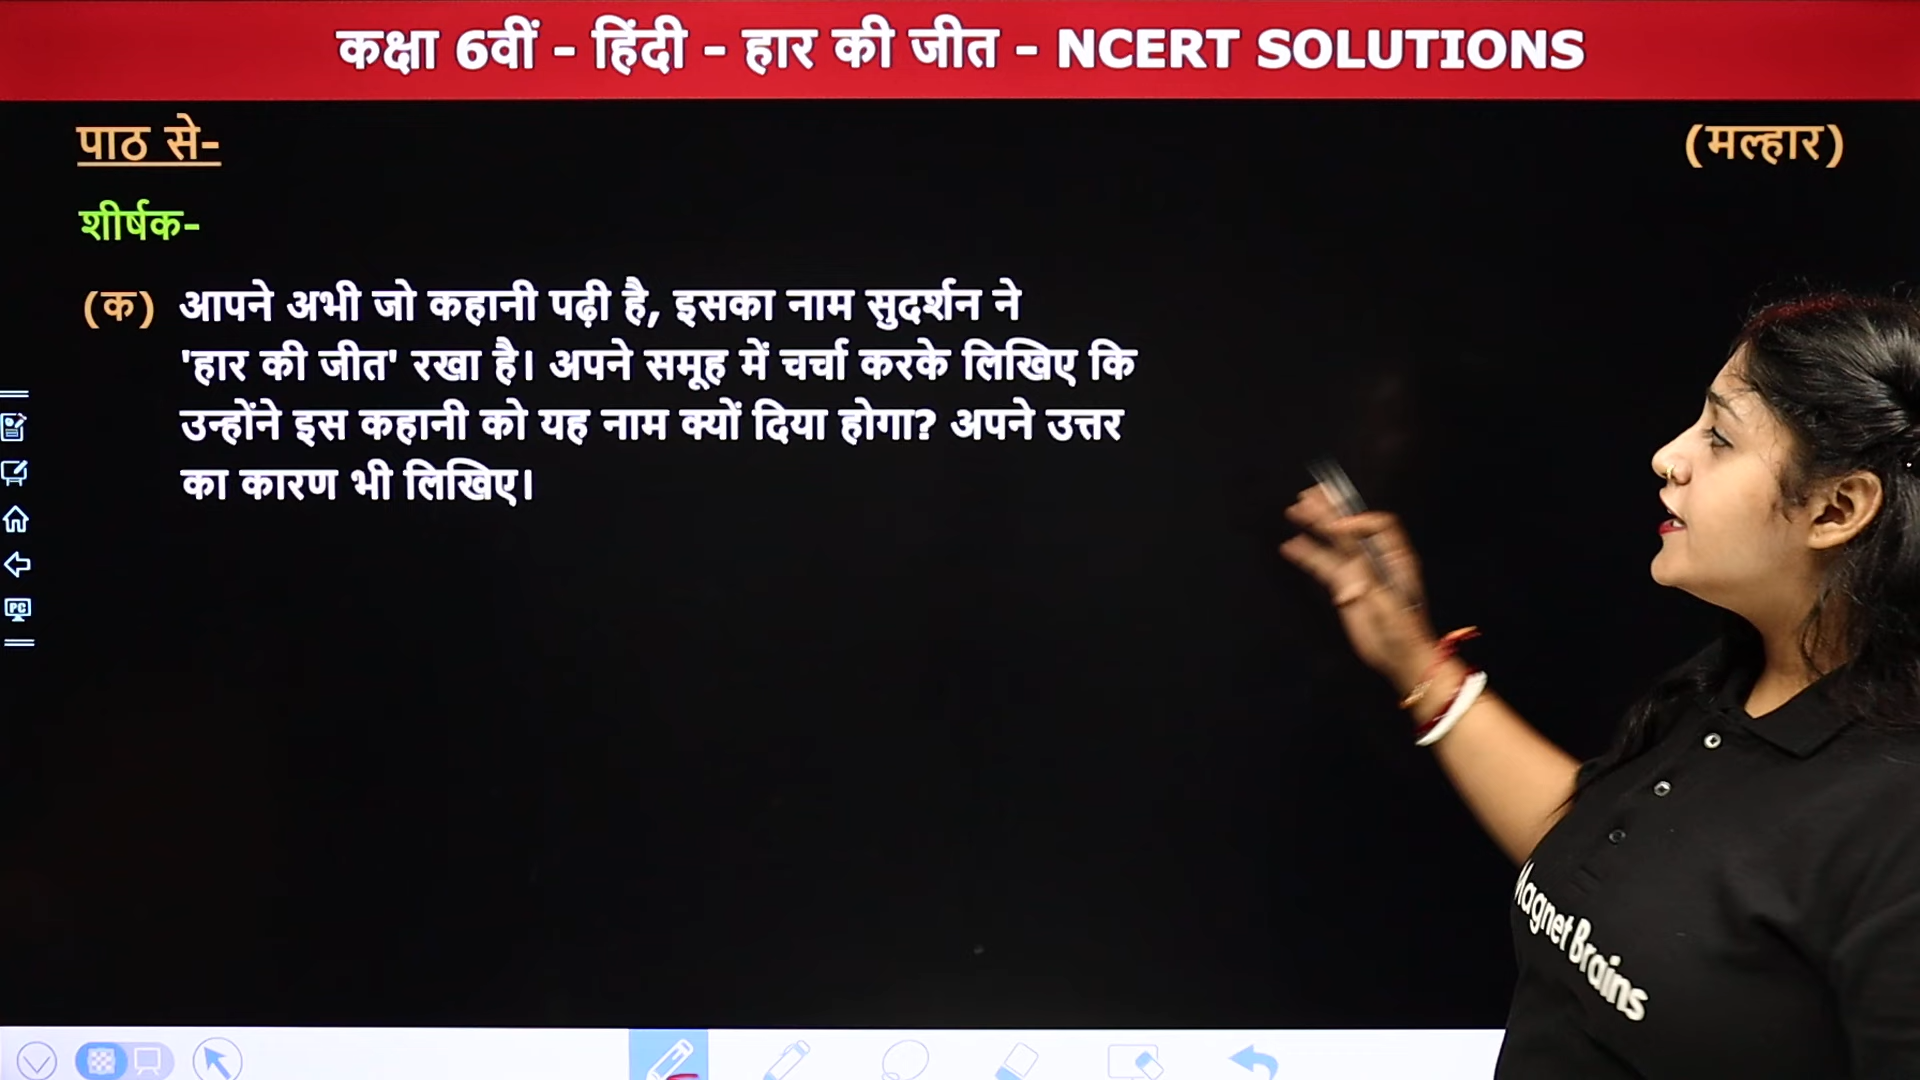 कक्षा 6वीं - हिंदी - हार की जीत - NCERT SOLUTIONS
पाठ से-
(मल्हार)
शीर्षक-
(क) आपने अभी जो कहानी पढ़ी है, इसका नाम सुदर्शन ने
'हार की जीत' रखा है। अपने समूह में चर्चा करके लिखिए कि
उन्होंने इस कहानी को यह नाम क्यों दिया होगा? अपने उत्तर
का कारण भी लिखिए।
PC
Magnet Brains